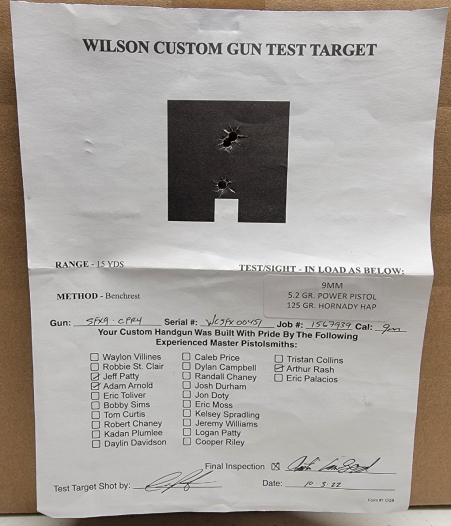 WILSON CUSTOM GUN TEST TARGET
RANGE - 15 YDS
TEST/SIGHT - IN LOAD AS BELOW:
9MM
5.2 GR. POWER PISTOL
125 GR. HORNADY HAP
METHOD - Benchrest
Gun: SFX9-CPR4 Serial #: Job #: 1567939 Cal: 9m
Your Custom Handgun Was Built With Pride By The Following
Experienced Master Pistolsmiths:
Waylon Villines
Robbie St. Clair
Jeff Patty
Adam Arnold
Eric Toliver
Bobby Sims
Tom Curtis
Robert Chaney
Kadan Plumlee
Daylin Davidson
Caleb Price
Dylan Campbell
Randall Chaney
Josh Durham
Jon Doty
Eric Moss
Kelsey Spradling
Jeremy Williams
Logan Patty
Cooper Riley
Tristan Collins
Arthur Rash
Eric Palacios
Final Inspection
Test Target Shot by: Date: 10.5.22